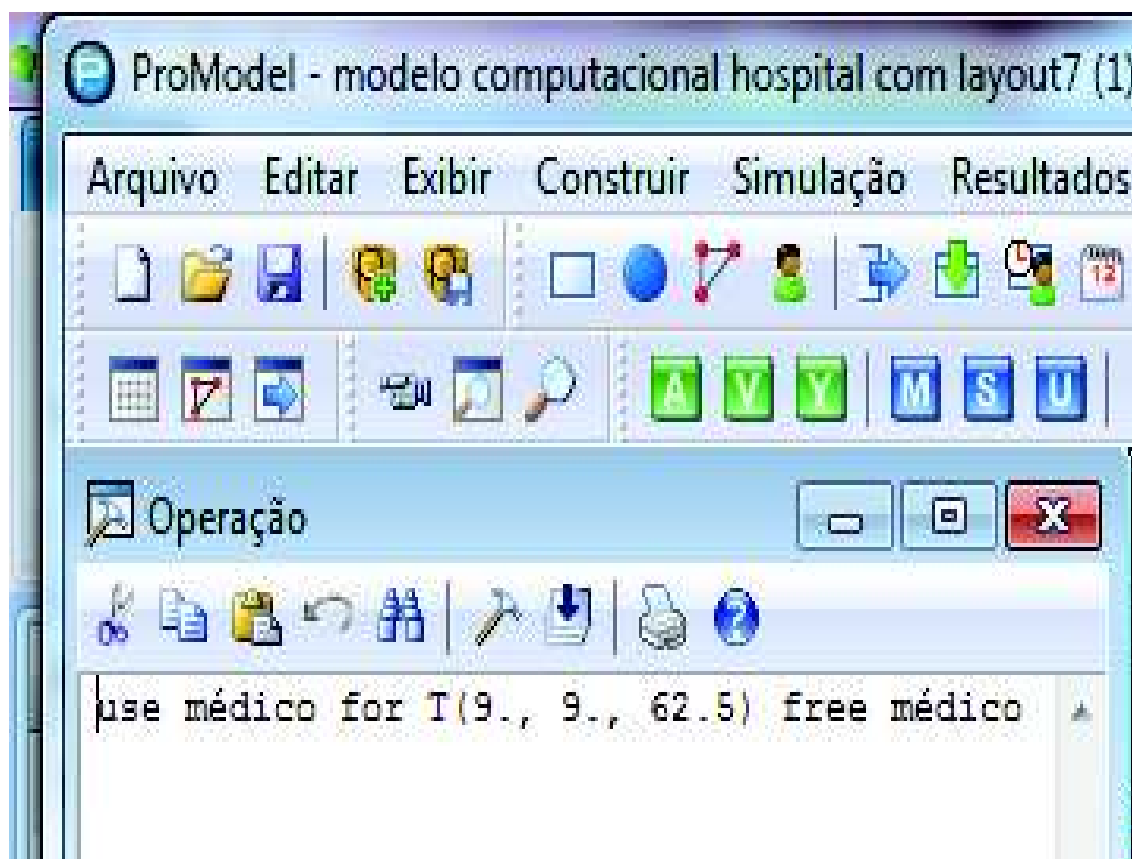 ProModel - modelo computacional hospital com layout7 (1)
Arquivo Editar Exibir Construir Simulação Resultados
12
A V Y M S U
Operação
use médico for T(9., 9., 62.5) free médico